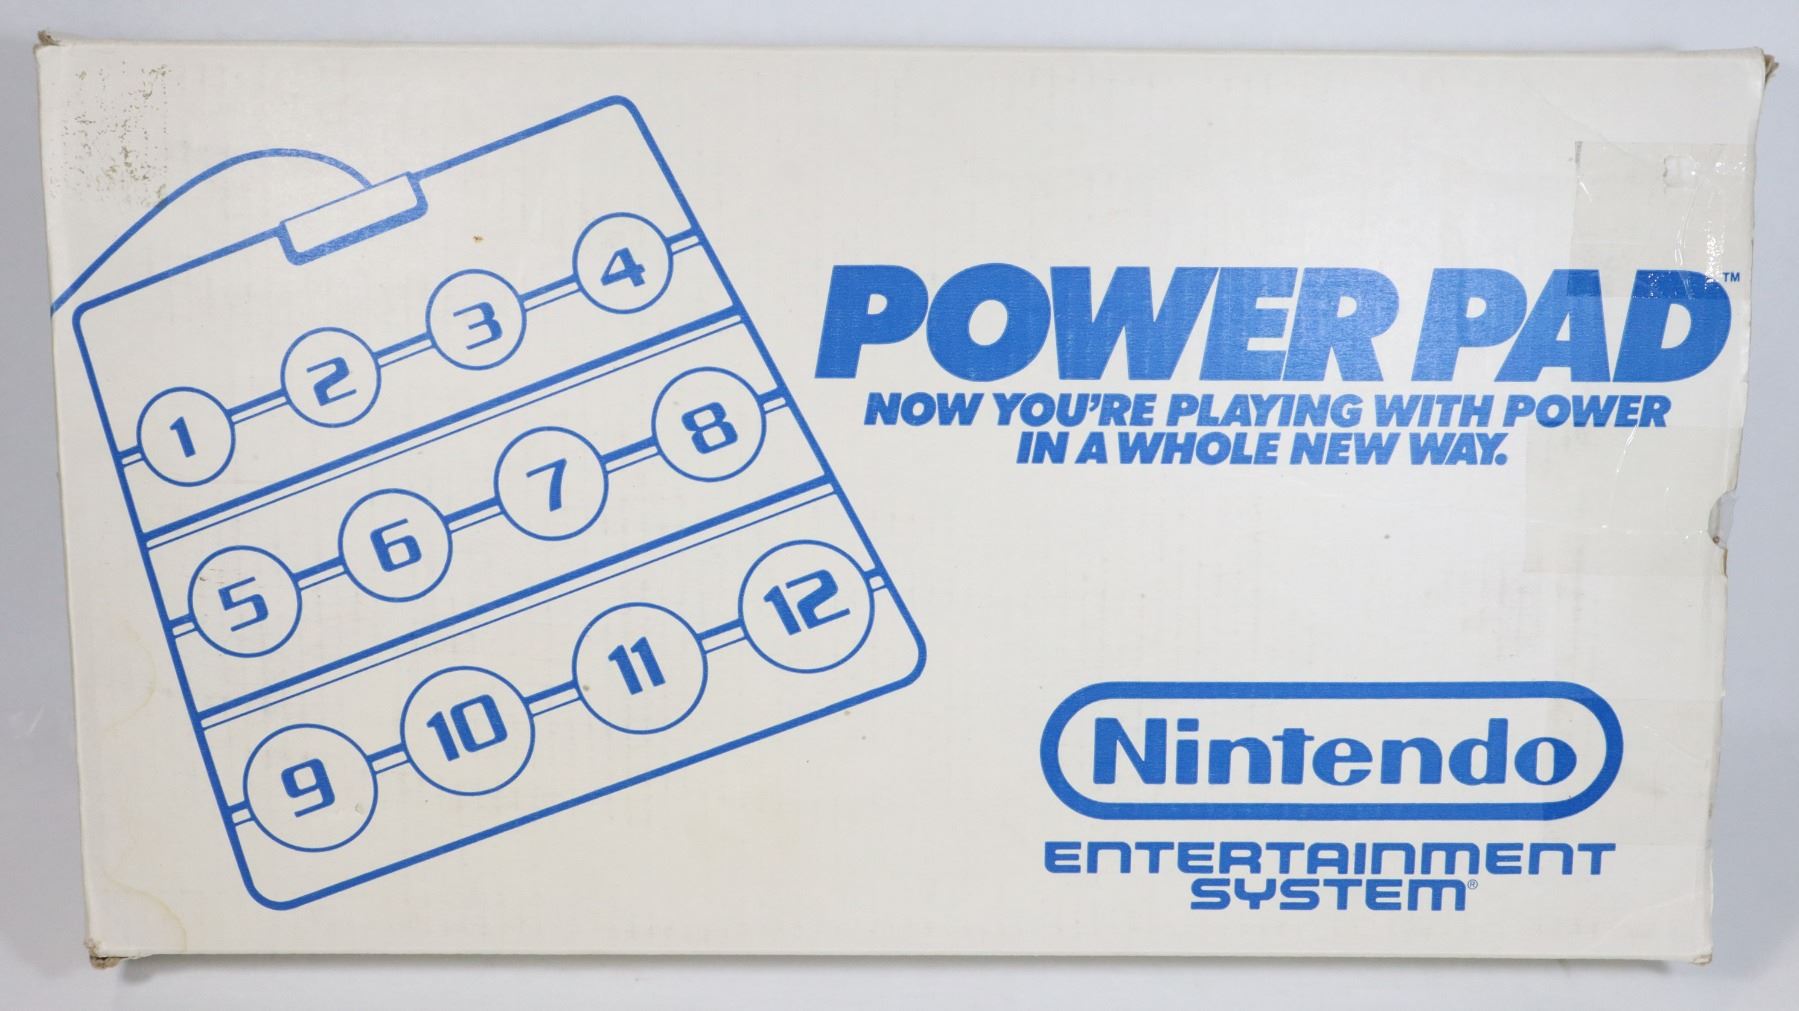 1 2 3 4
5 6 7 8
9 10 11 12
POWER PAD™
NOW YOU'RE PLAYING WITH POWER
IN A WHOLE NEW WAY.
Nintendo
ENTERTAINMENT
SYSTEM®